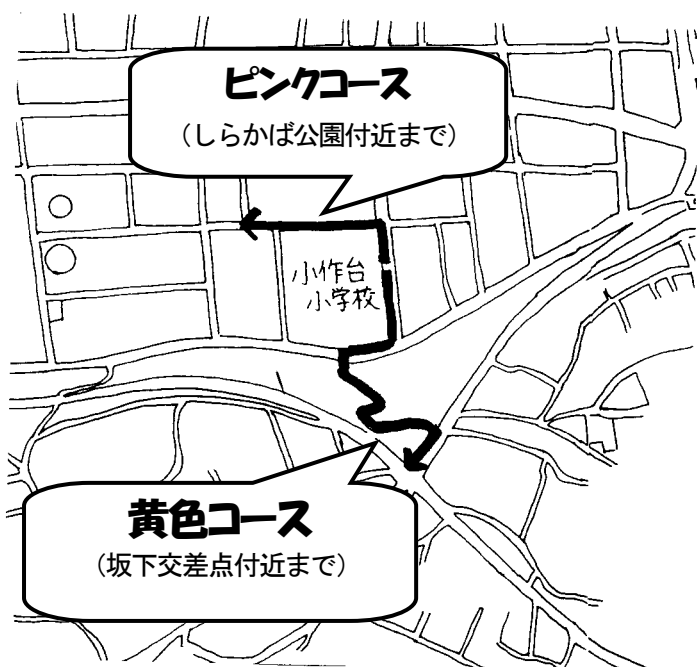 ピンクコース
（しらかば公園付近まで）
小作台
小学校
黄色コース
（坂下交差点付近まで）